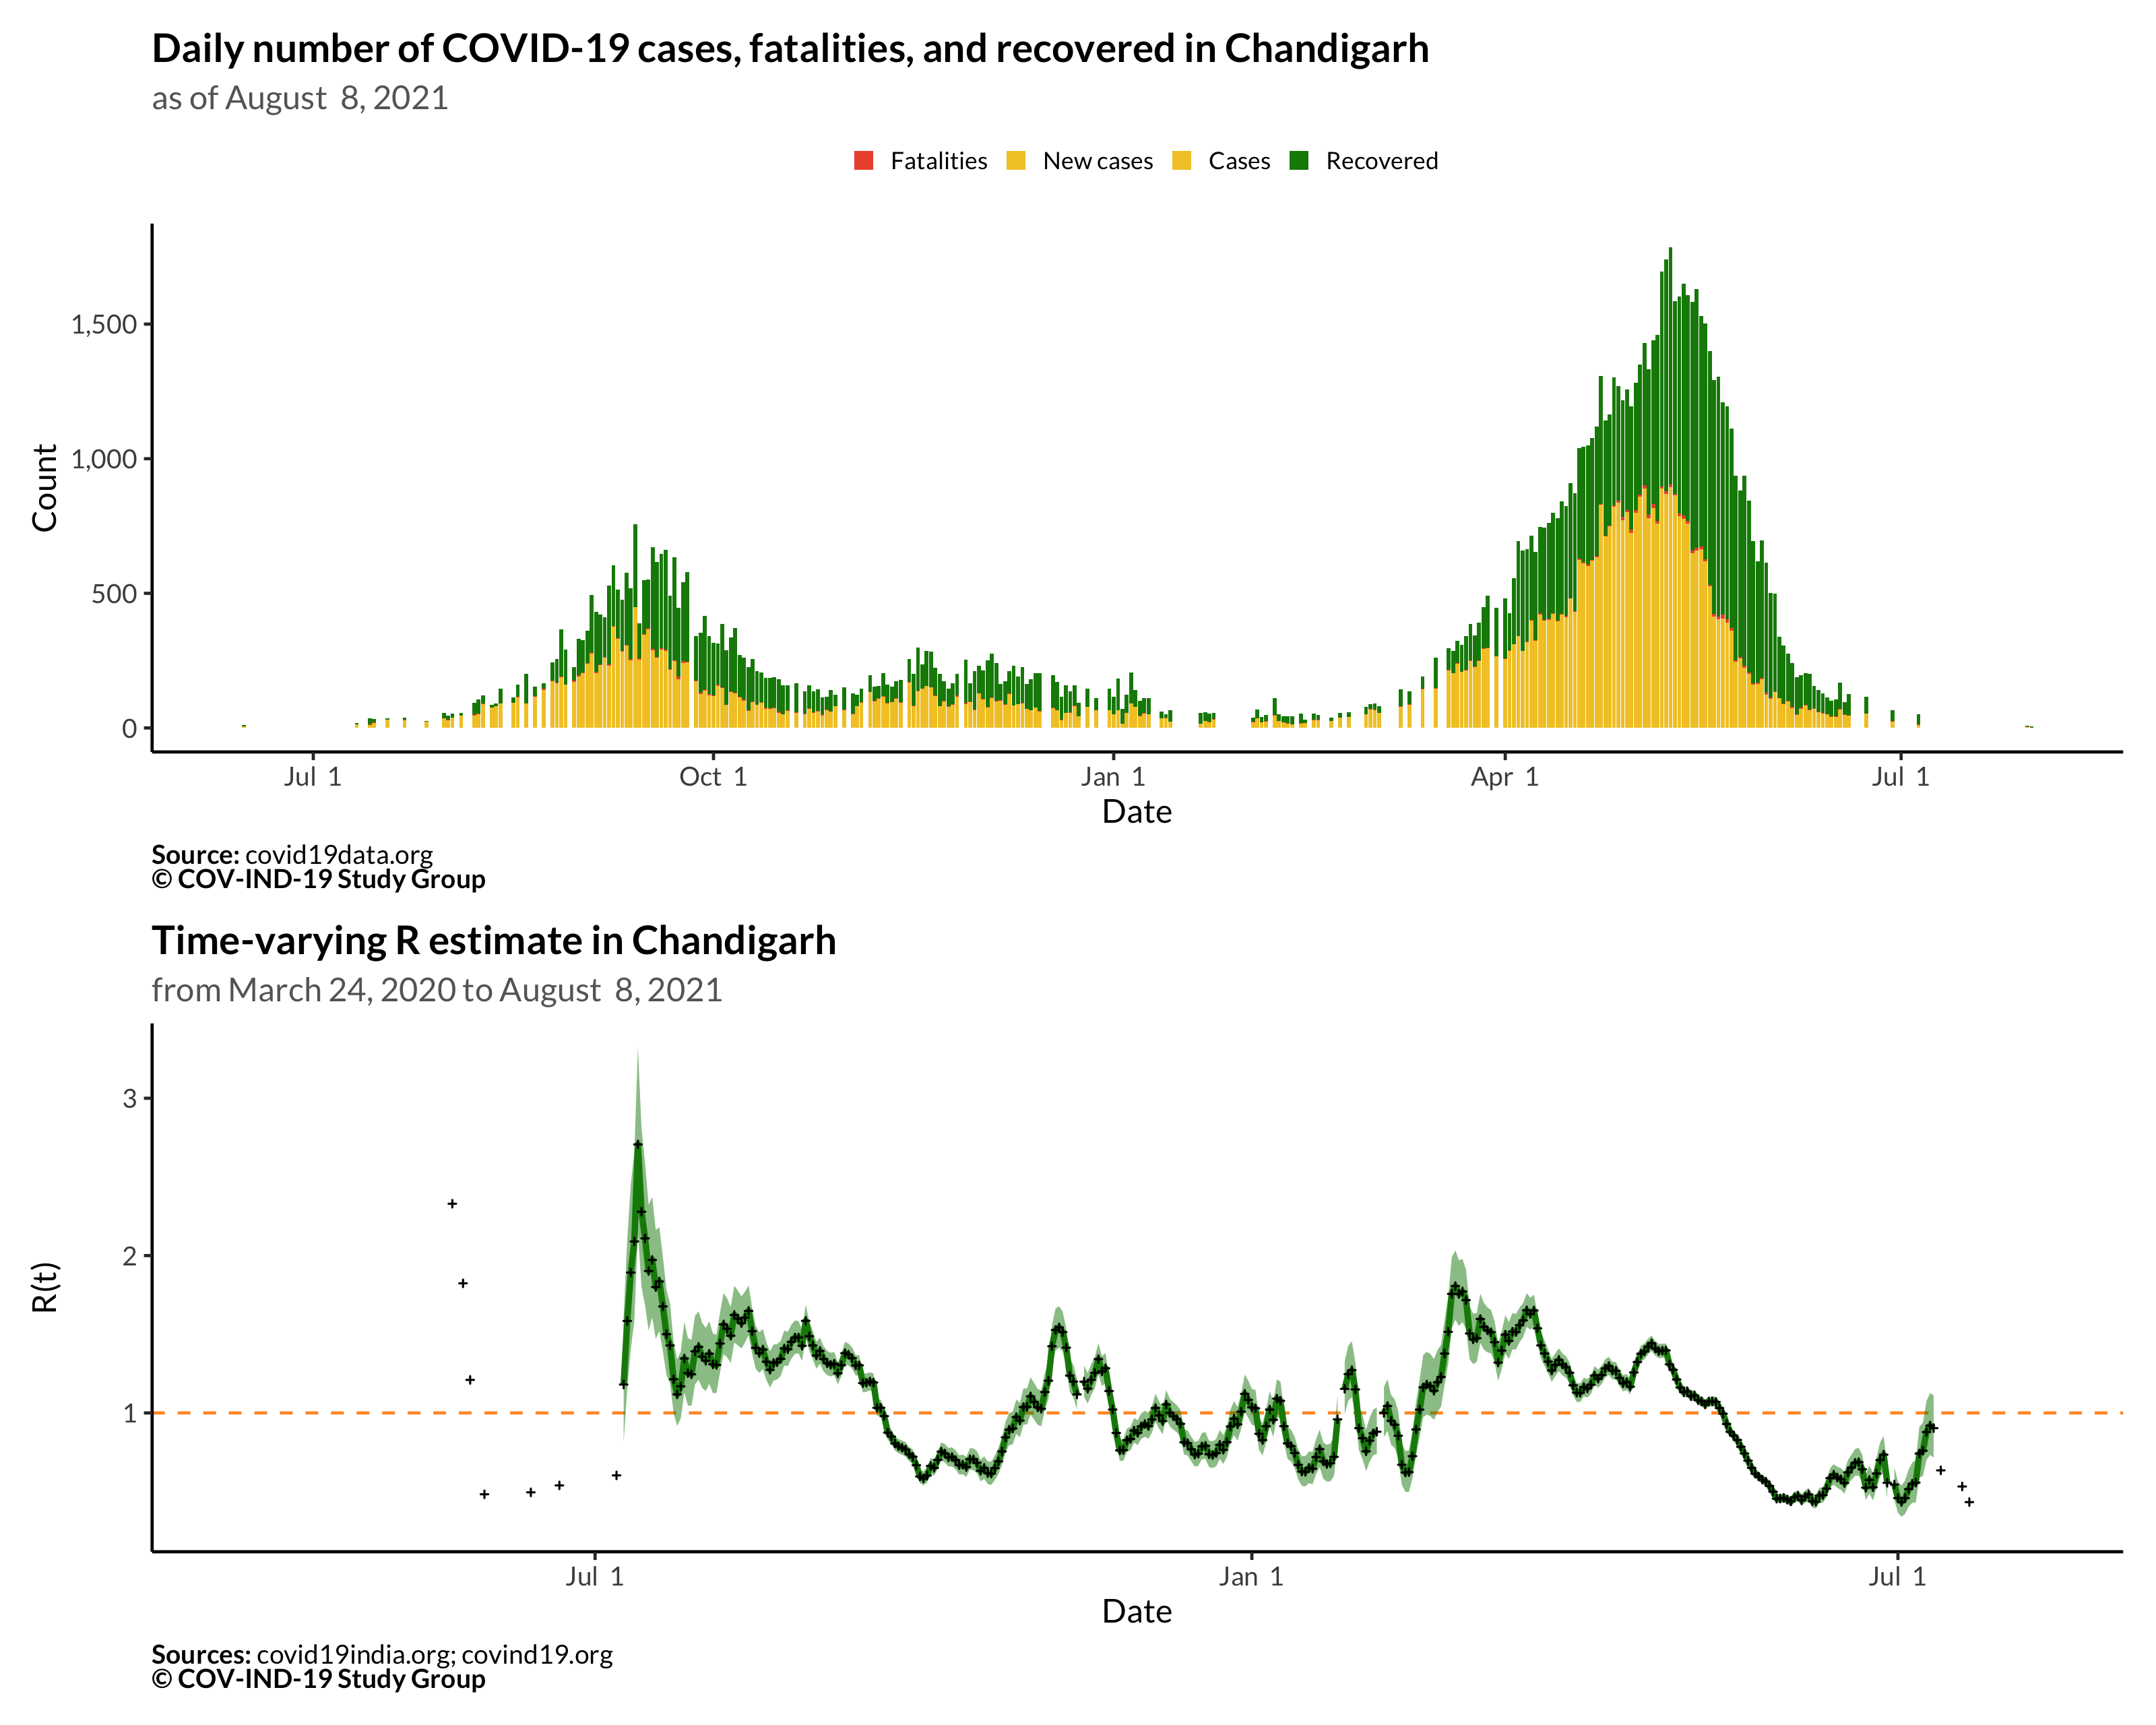 Daily number of COVID-19 cases, fatalities, and recovered in Chandigarh
as of August 8, 2021
Fatalities New cases Cases Recovered
Count
1,500
1,000
500
0
Jul 1 Oct 1 Jan 1 Apr 1 Jul 1
Date
Source: covid19data.org
© COV-IND-19 Study Group
Time-varying R estimate in Chandigarh
from March 24, 2020 to August 8, 2021
R(t)
3
2
1
Jul 1 Jan 1 Jul 1
Date
Sources: covid19india.org; covind19.org
© COV-IND-19 Study Group